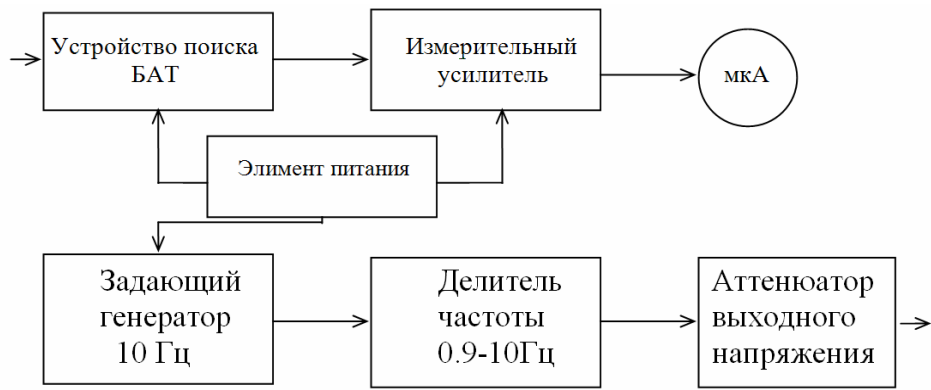 Устройство поиска
БАТ
Измерительный
усилитель
мкА
Элимент питания
Задающий
генератор
10 Гц
Делитель
частоты
0.9-10Гц
Аттенюатор
выходного
напряжения